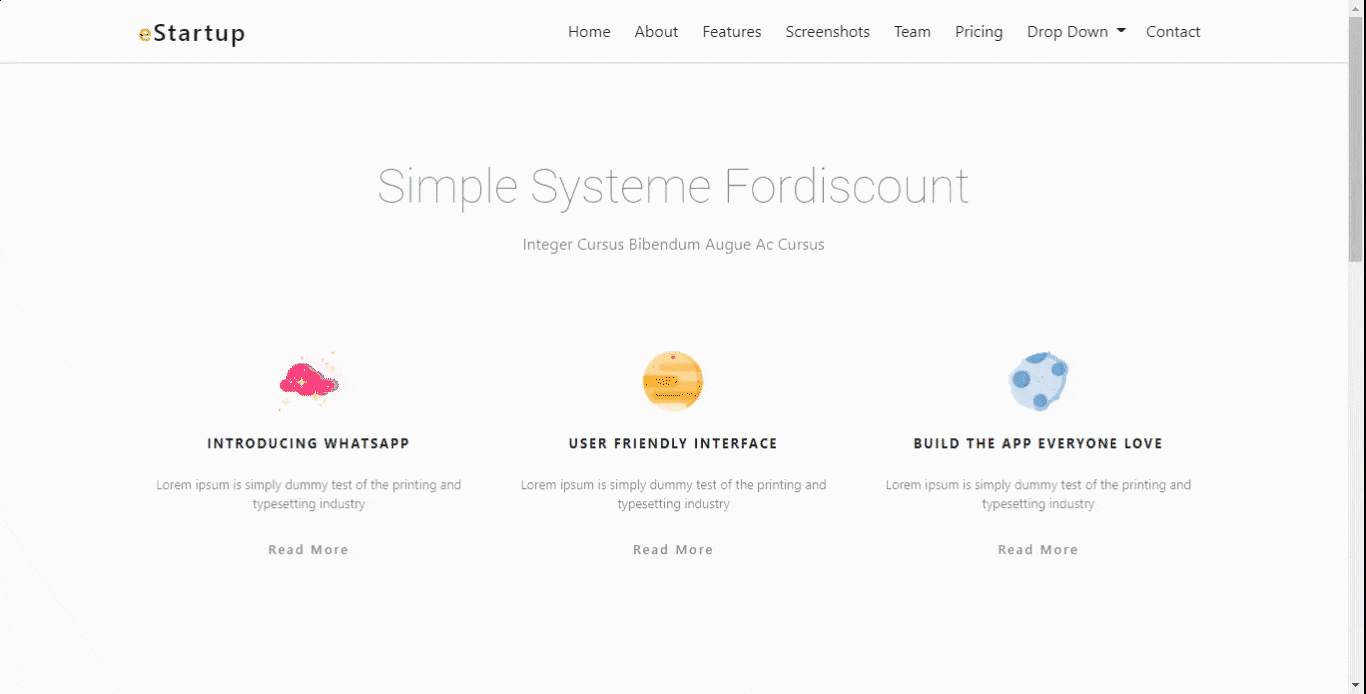 eStartup
Home About Features Screenshots Team Pricing Drop Down Contact
Simple Systeme Fordiscount
Integer Cursus Bibendum Augue Ac Cursus
INTRODUCING WHATSAPP
Lorem ipsum is simply dummy test of the printing and
typesetting industry
Read More
USER FRIENDLY INTERFACE
Lorem ipsum is simply dummy test of the printing and
typesetting industry
Read More
BUILD THE APP EVERYONE LOVE
Lorem ipsum is simply dummy test of the printing and
typesetting industry
Read More